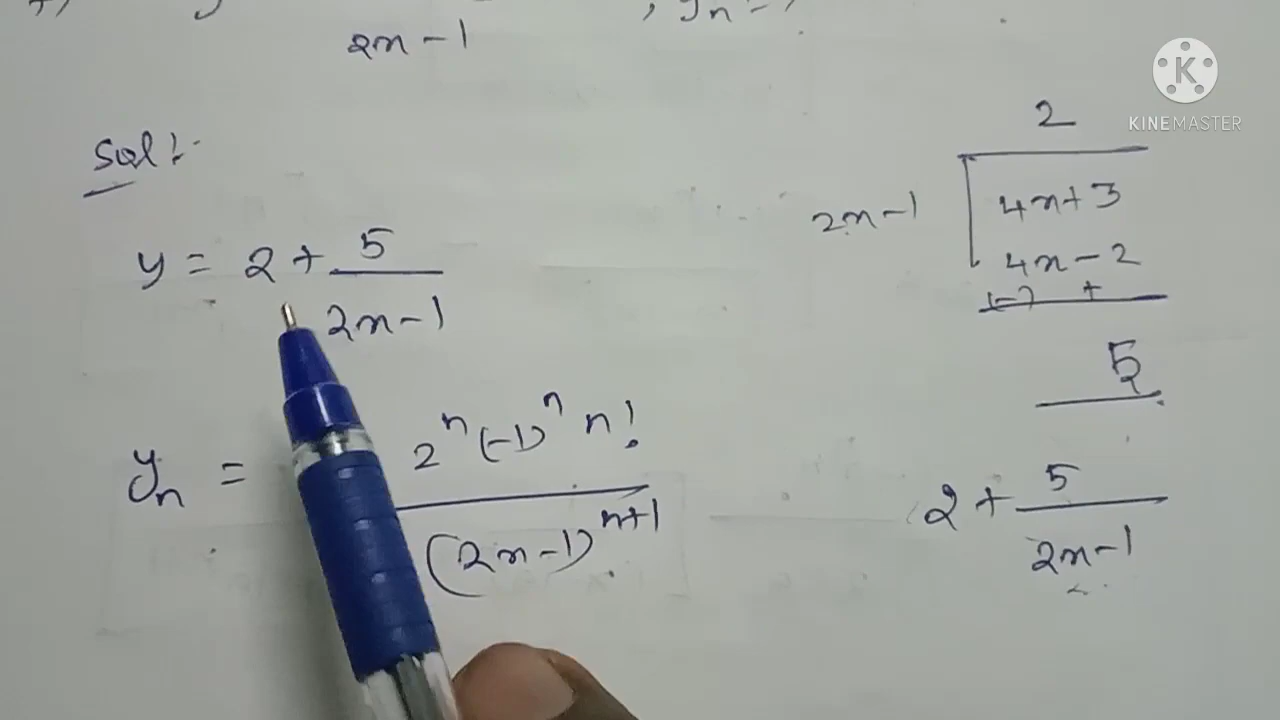 , yn =
2x - 1
Sol :-
y = 2 + 5 / 2x - 1
yn = 2^n (-1)^n n! / (2x - 1)^n+1
2
2x - 1
4x + 3
4x - 2
(-) +
5
2 + 5 / 2x - 1
K
KINEMASTER